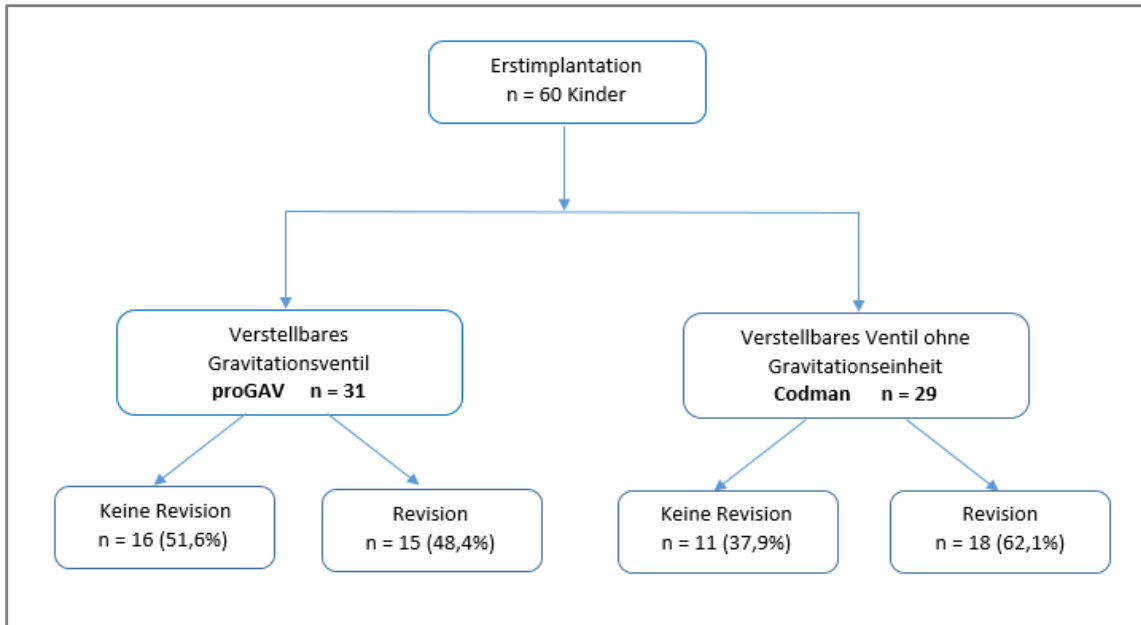 Erstimplantation
n = 60 Kinder
Verstellbares
Gravitationsventil
proGAV n = 31
Verstellbares Ventil ohne
Gravitationseinheit
Codman n = 29
Keine Revision
n = 16 (51,6%)
Revision
n = 15 (48,4%)
Keine Revision
n = 11 (37,9%)
Revision
n = 18 (62,1%)